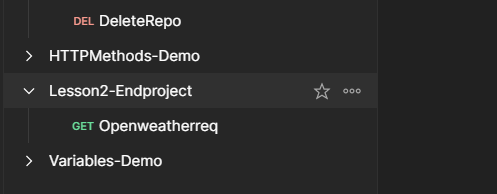 DEL DeleteRepo
HTTPMethods-Demo
Lesson2-Endproject
GET Openweatherreq
Variables-Demo